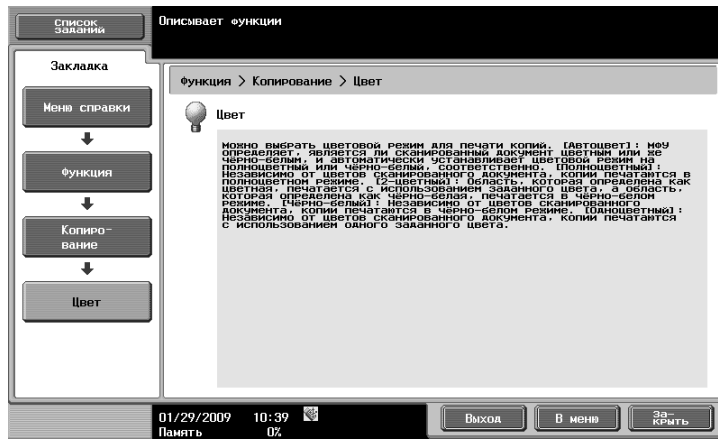 Список
заданий
Описывает функции
Закладка
Меню справки
Функция
Копиро-
вание
Цвет
Функция > Копирование > Цвет
Цвет
Можно выбрать цветовой режим для печати копий. [Автоцвет]: МФУ
определяет, является ли сканированный документ цветным или же
чёрно-белым, и автоматически устанавливает цветовой режим на
полноцветный или чёрно-белый, соответственно. [Полноцветный]:
Независимо от цветов сканированного документа, копии печатаются в
полноцветном режиме. [2-цветный]: Область, которая определена как
цветная, печатается с использованием заданного цвета, а область,
которая определена как чёрно-белая, печатается в чёрно-белом
режиме. [Чёрно-белый]: Независимо от цветов сканированного
документа, копии печатаются в чёрно-белом режиме. [Одноцветный]:
Независимо от цветов сканированного документа, копии печатаются
с использованием одного заданного цвета.
01/29/2009 10:39
Память 0%
Выход
В меню
За-
крыть